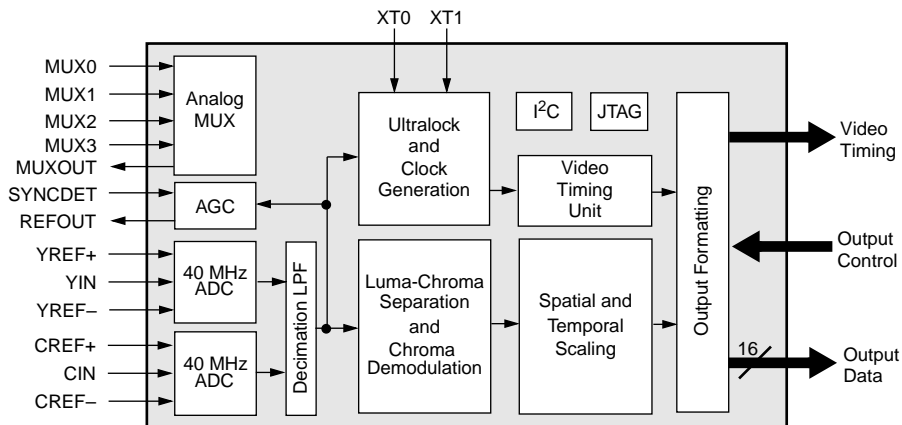 XT0 XT1
MUX0
MUX1
MUX2
MUX3
MUXOUT
SYNCDET
REFOUT
YREF+
YIN
YREF–
CREF+
CIN
CREF–
Analog
MUX
AGC
40 MHz
ADC
40 MHz
ADC
Decimation LPF
Ultralock
and
Clock
Generation
I²C
JTAG
Video
Timing
Unit
Luma-Chroma
Separation
and
Chroma
Demodulation
Spatial and
Temporal
Scaling
Output Formatting
Video
Timing
Output
Control
16
Output
Data